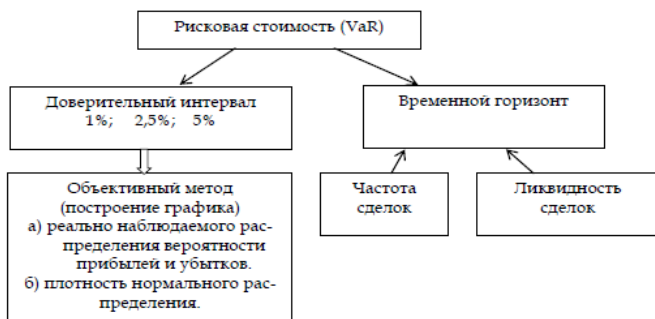 Рисковая стоимость (VaR)
Доверительный интервал
1%; 2,5%; 5%
Временной горизонт
Объективный метод
(построение графика)
а) реально наблюдаемого рас-
пределения вероятности
прибылей и убытков.
б) плотность нормального рас-
пределения.
Частота
сделок
Ликвидность
сделок